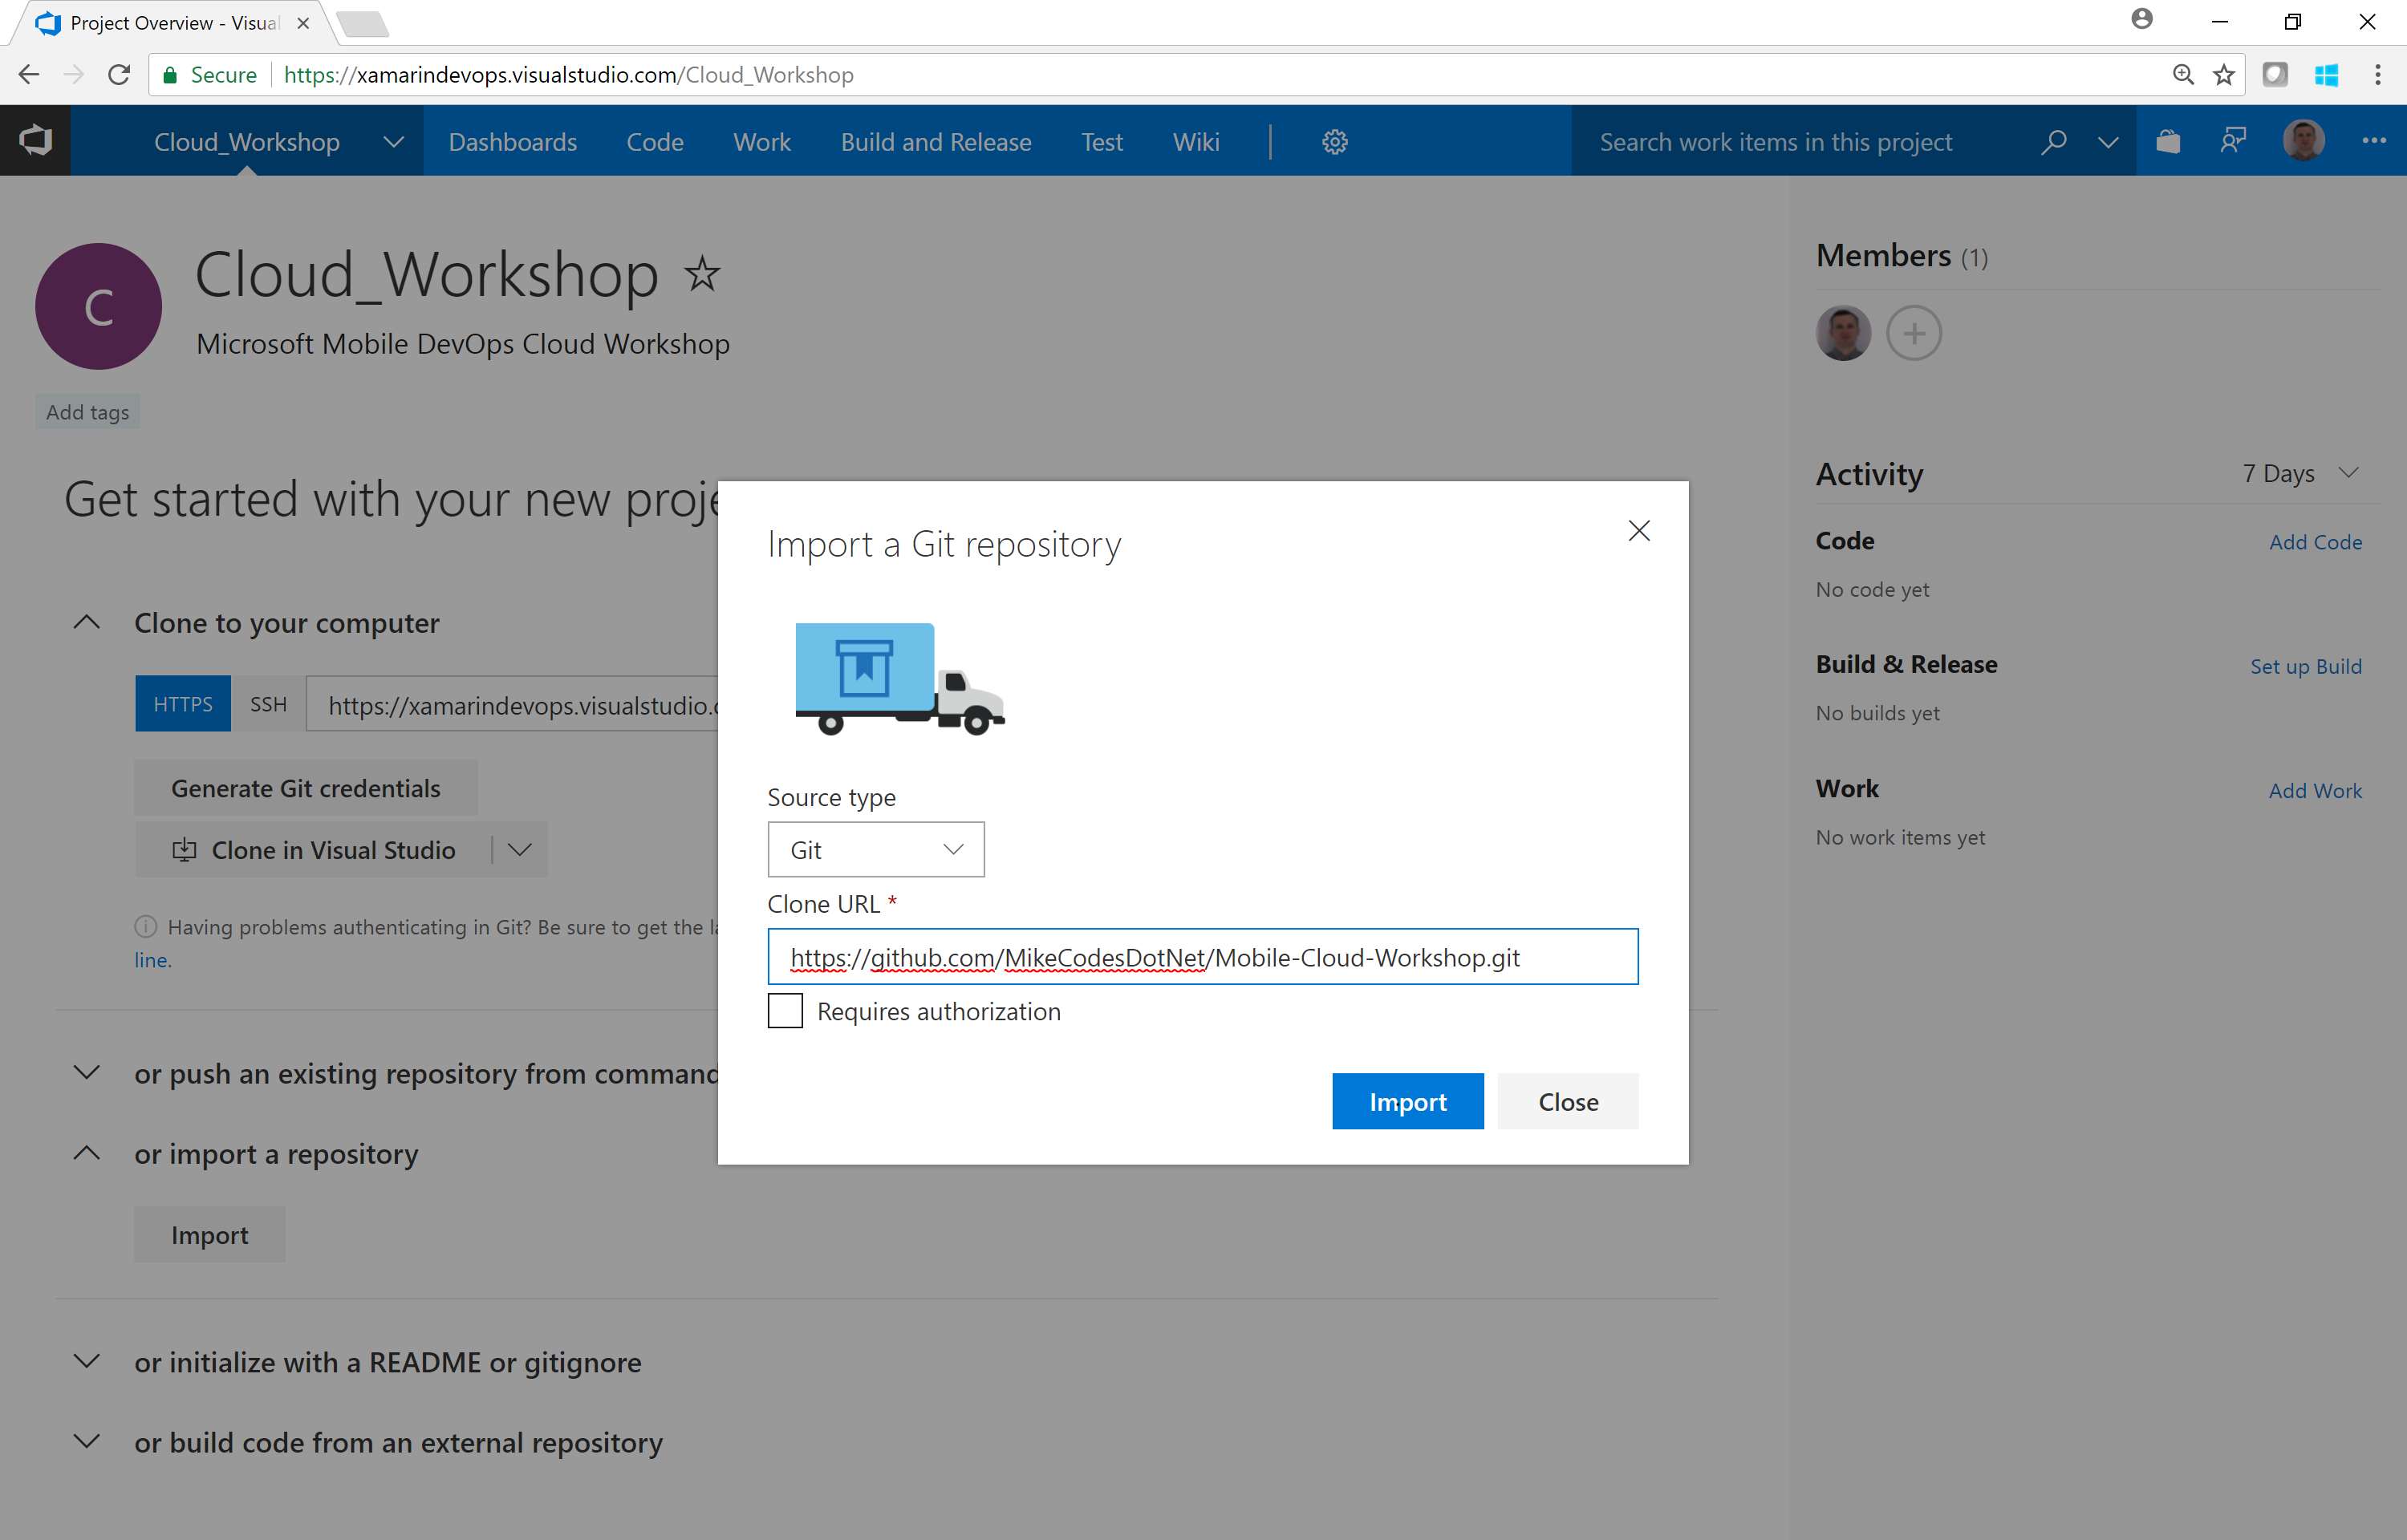 Project Overview - Visual
Secure https://xamarindevops.visualstudio.com/Cloud_Workshop
Cloud_Workshop Dashboards Code Work Build and Release Test Wiki Search work items in this project
C
Cloud_Workshop
Microsoft Mobile DevOps Cloud Workshop
Add tags
Members (1)
Activity 7 Days
Code Add Code
No code yet
Build & Release Set up Build
No builds yet
Work Add Work
No work items yet
Get started with your new proje
Clone to your computer
HTTPS SSH https://xamarindevops.visualstudio.c
Generate Git credentials
Clone in Visual Studio
Having problems authenticating in Git? Be sure to get the la
line.
or push an existing repository from command
or import a repository
Import
or initialize with a README or gitignore
or build code from an external repository
Import a Git repository
Source type
Git
Clone URL *
https://github.com/MikeCodesDotNet/Mobile-Cloud-Workshop.git
Requires authorization
Import Close